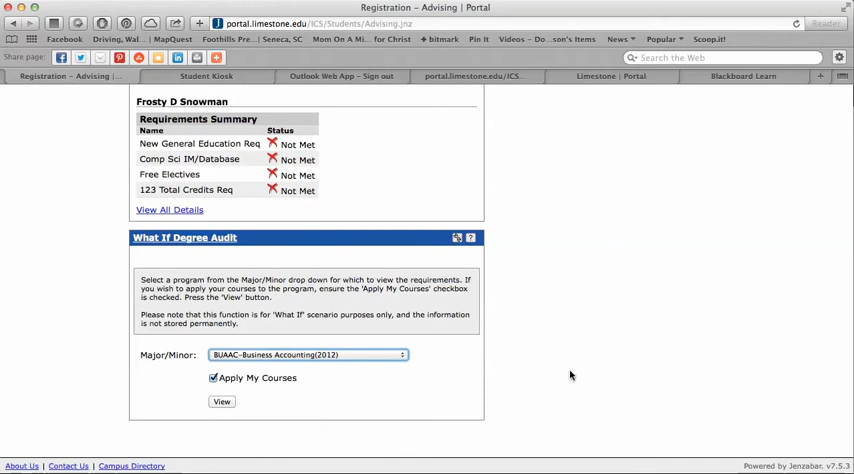 Registration – Advising | Portal
portal.limestone.edu/ICS/Students/Advising.jnz
Reader
Facebook Driving, Wal...| MapQuest Foothills Pre...| Seneca, SC Mom On A Mi... for Christ + bitmark Pin It Videos - Do...son's Items News Popular Scoop.it!
Share page: Search the Web
Registration – Advising |... Student Kiosk Outlook Web App – Sign out portal.limestone.edu/ICS... Limestone | Portal Blackboard Learn
Frosty D Snowman
Requirements Summary
Name Status
New General Education Req Not Met
Comp Sci IM/Database Not Met
Free Electives Not Met
123 Total Credits Req Not Met
View All Details
What If Degree Audit ?
Select a program from the Major/Minor drop down for which to view the requirements. If
you wish to apply your courses to the program, ensure the 'Apply My Courses' checkbox
is checked. Press the 'View' button.
Please note that this function is for 'What If' scenario purposes only, and the information
is not stored permanently.
Major/Minor: BUAAC-Business Accounting(2012)
Apply My Courses
View
About Us | Contact Us | Campus Directory Powered by Jenzabar. v7.5.3